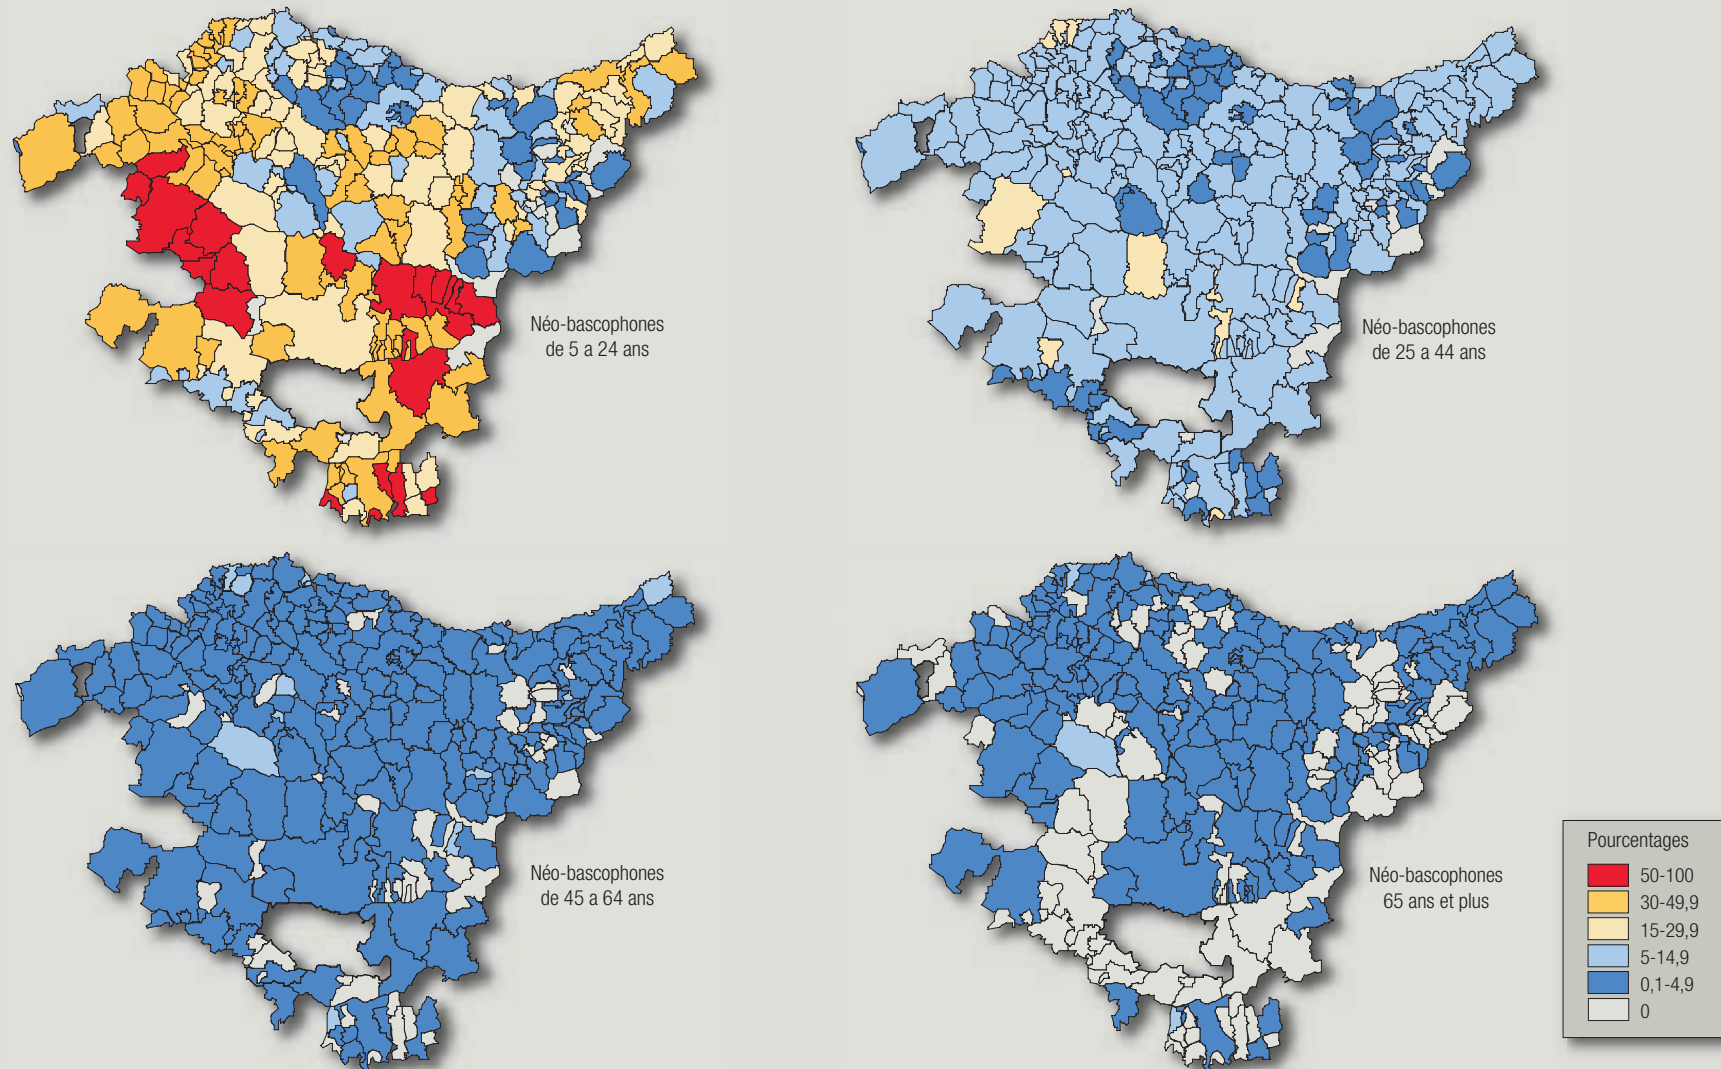 Néo-bascophones
de 5 a 24 ans
Néo-bascophones
de 25 a 44 ans
Néo-bascophones
de 45 a 64 ans
Néo-bascophones
65 ans et plus
Pourcentages
50-100
30-49,9
15-29,9
5-14,9
0,1-4,9
0